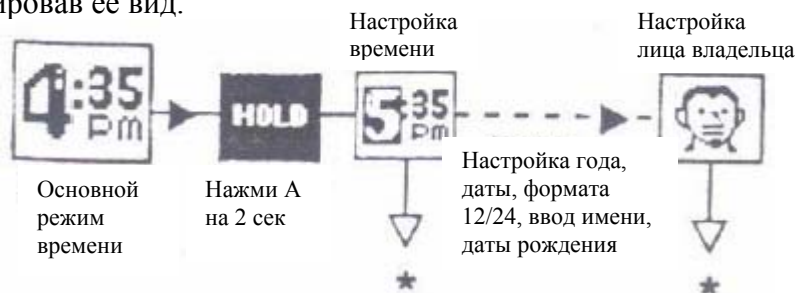 ировав ее вид.
Настройка
времени
Настройка
лица владельца
4:35
pm
HOLD
5:35
pm
Основной
режим
времени
Нажми А
на 2 сек
Настройка года,
даты, формата
12/24, ввод имени,
даты рождения
*
*